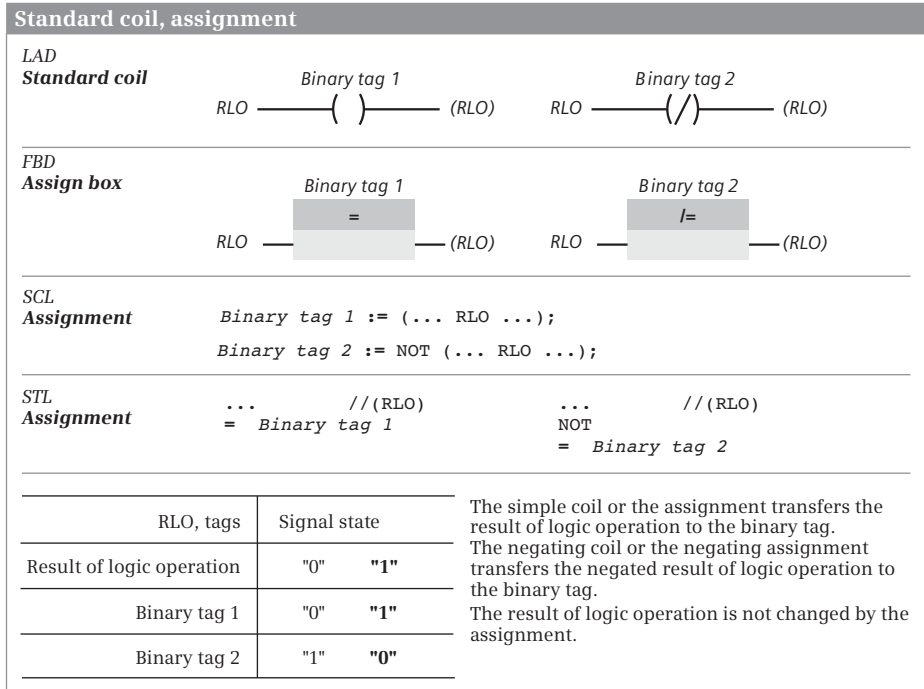 Standard coil, assignment
LAD
Standard coil
Binary tag 1
Binary tag 2
RLO ( ) (RLO)
RLO (/) (RLO)
FBD
Assign box
Binary tag 1
Binary tag 2
=
/=
RLO (RLO)
RLO (RLO)
SCL
Assignment
Binary tag 1 := (... RLO ...);
Binary tag 2 := NOT (... RLO ...);
STL
Assignment
... //(RLO)
= Binary tag 1
... //(RLO)
NOT
= Binary tag 2
RLO, tags Signal state
Result of logic operation "0" "1"
Binary tag 1 "0" "1"
Binary tag 2 "1" "0"
The simple coil or the assignment transfers the
result of logic operation to the binary tag.
The negating coil or the negating assignment
transfers the negated result of logic operation to
the binary tag.
The result of logic operation is not changed by the
assignment.